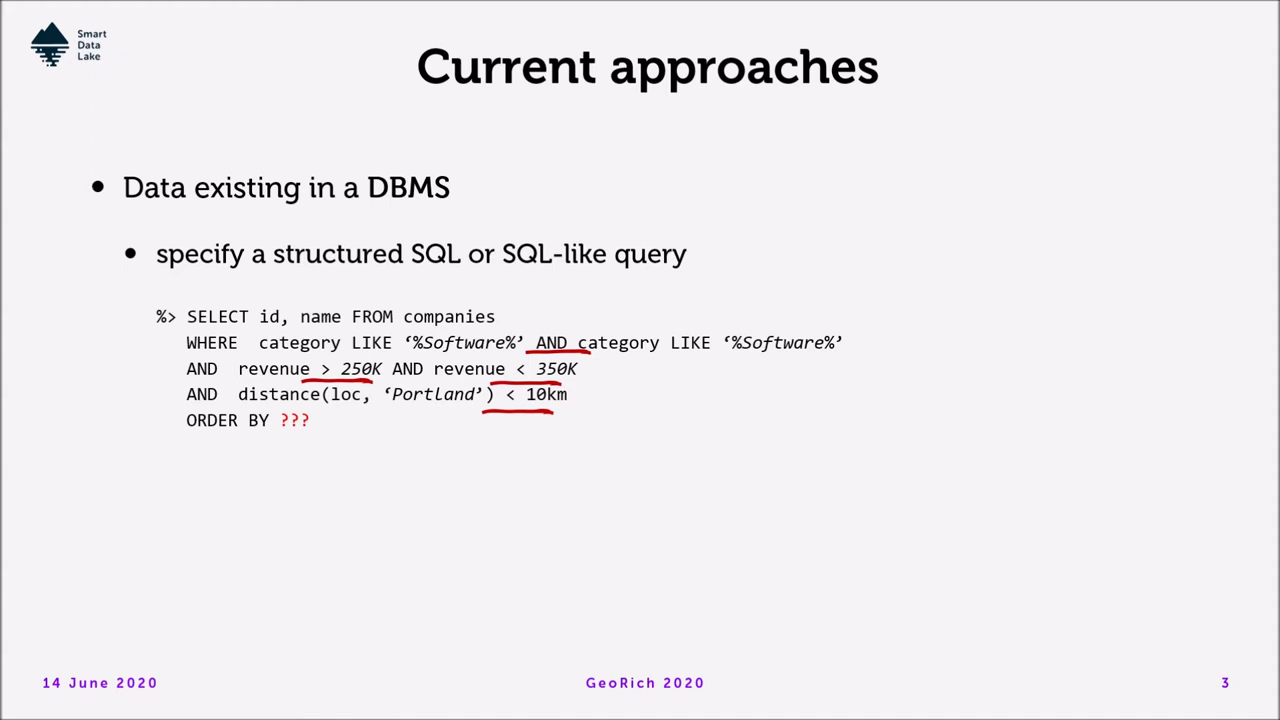 Smart
Data
Lake
Current approaches
• Data existing in a DBMS
• specify a structured SQL or SQL-like query
%> SELECT id, name FROM companies
WHERE category LIKE ‘%Software%’ AND category LIKE ‘%Software%’
AND revenue > 250K AND revenue < 350K
AND distance(loc, ‘Portland’) < 10km
ORDER BY ???
14 June 2020
GeoRich 2020
3